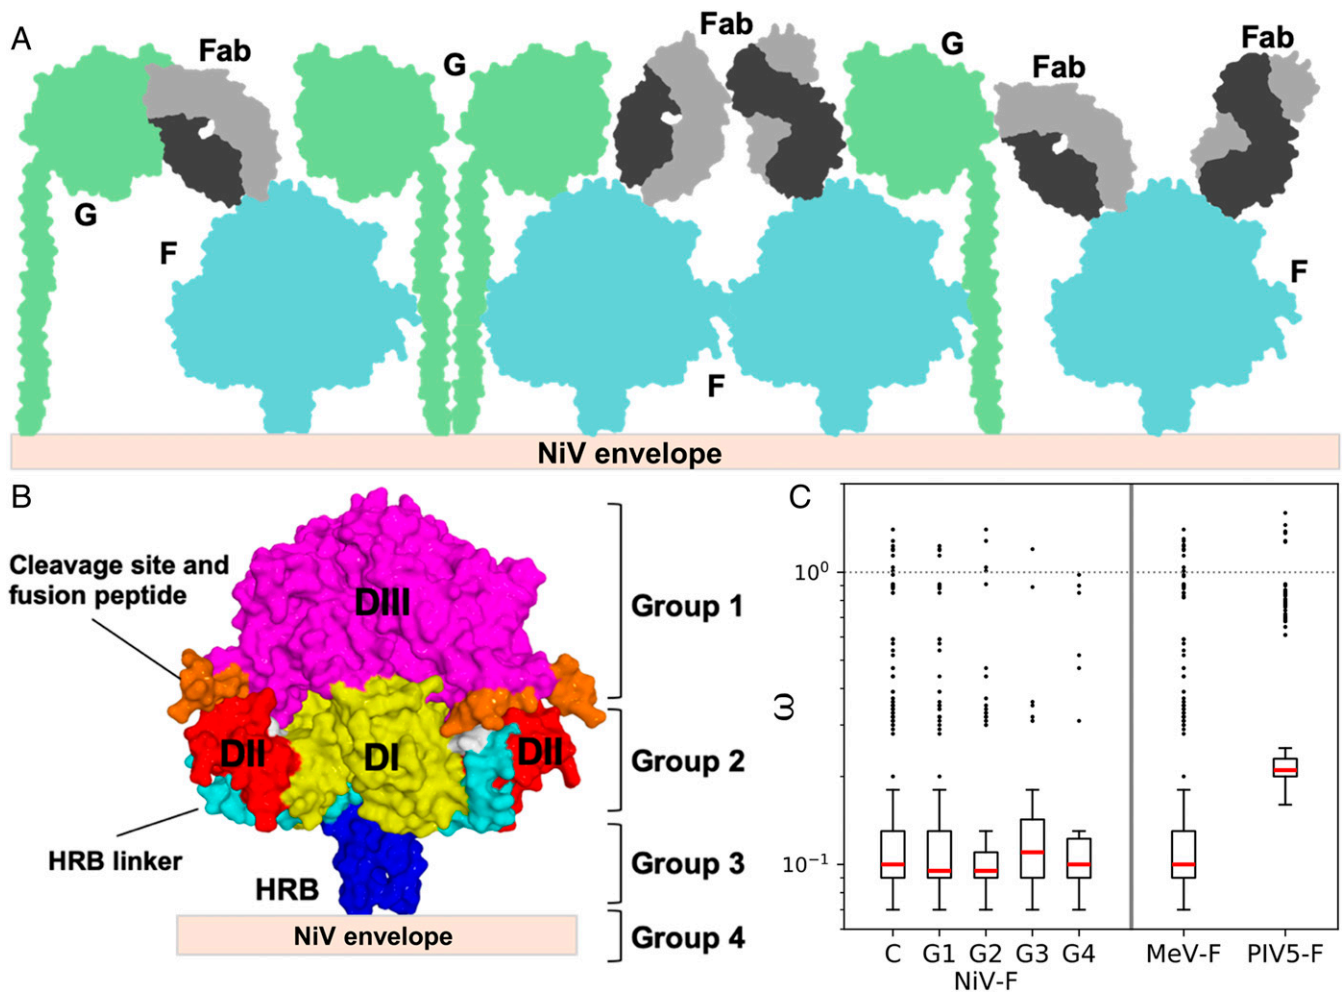 A
Fab
G
G
Fab
G
Fab
Fab
G
F
F
F
NiV envelope
B
Cleavage site and
fusion peptide
DIII
Group 1
DII
DI
DII
Group 2
HRB linker
HRB
Group 3
NiV envelope
Group 4
C
10⁰
ω
10⁻¹
C G1 G2 G3 G4 MeV-F PIV5-F
NiV-F